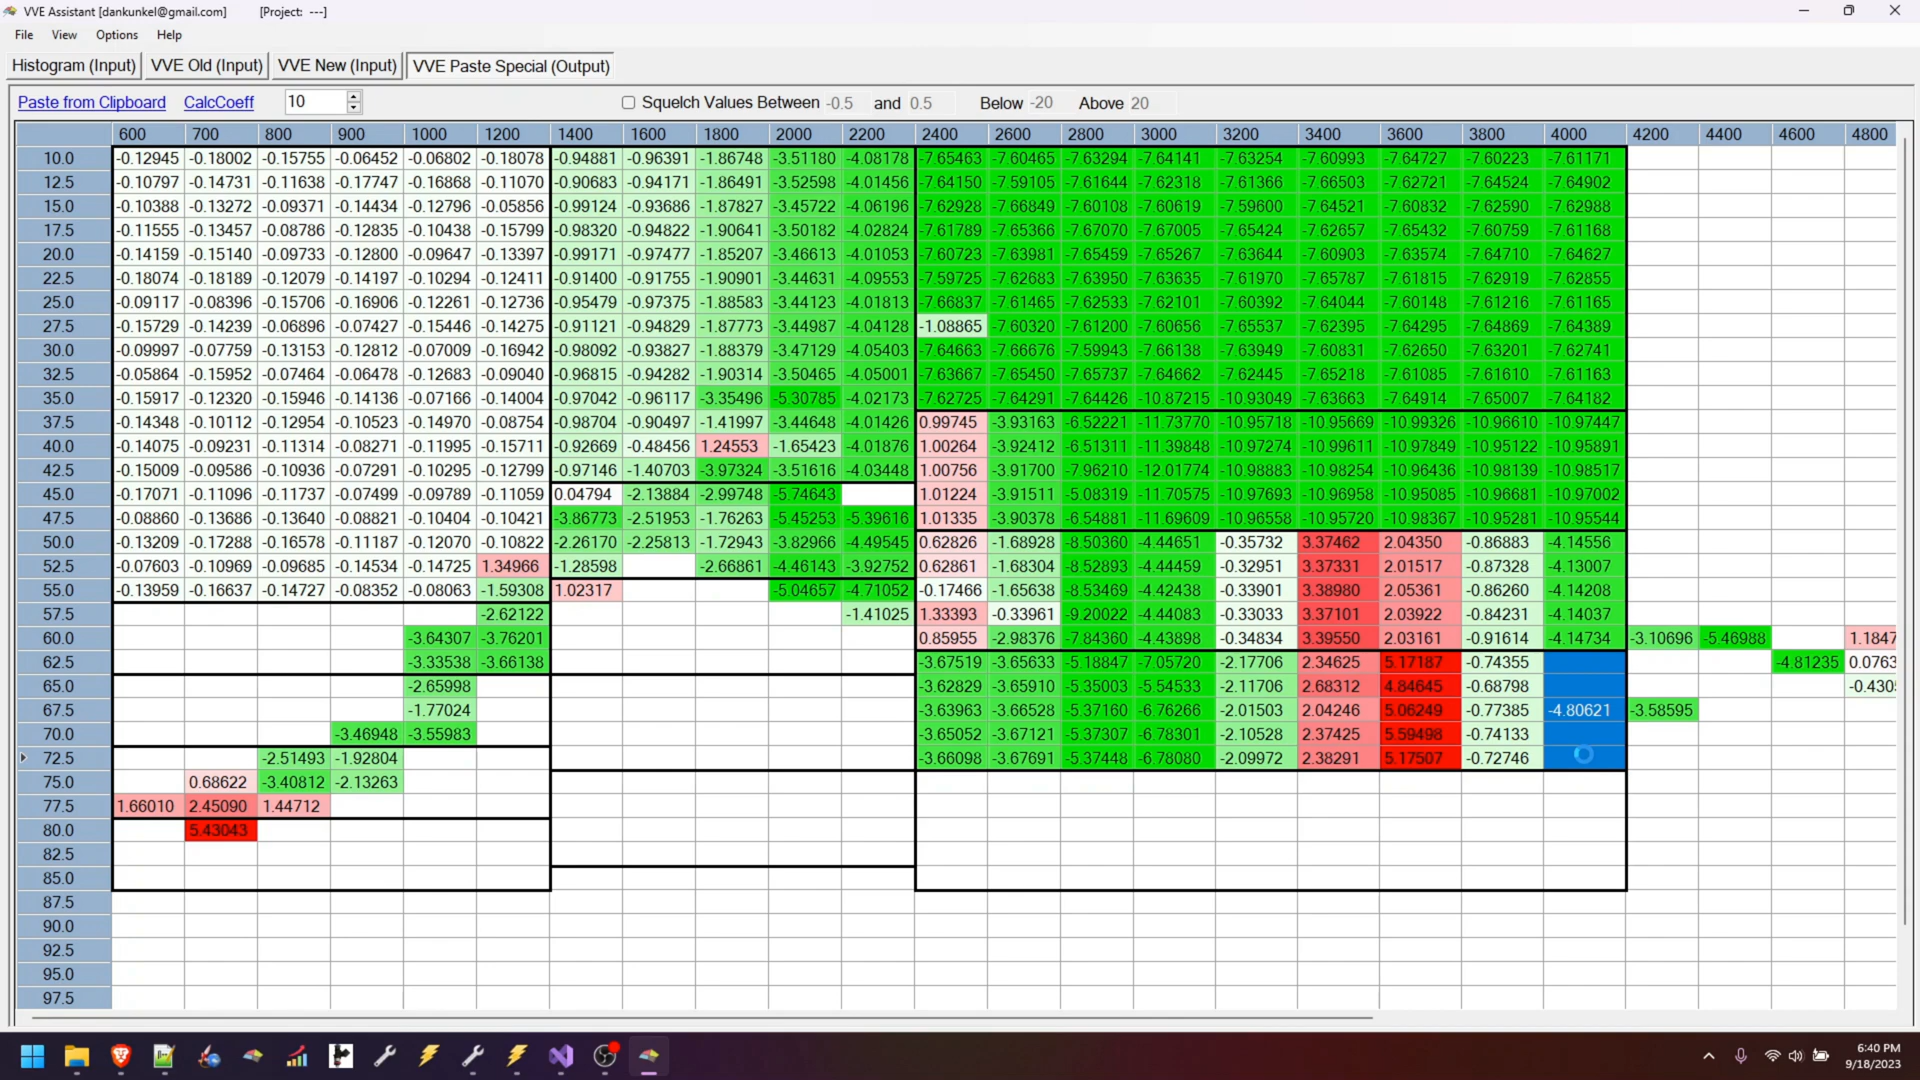 VVE Assistant [dankunkel@gmail.com] [Project: ---]
File View Options Help
Histogram (Input) VVE Old (Input) VVE New (Input) VVE Paste Special (Output)
Paste from Clipboard CalcCoeff 10 Squelch Values Between -0.5 and 0.5 Below -20 Above 20
600 700 800 900 1000 1200 1400 1600 1800 2000 2200 2400 2600 2800 3000 3200 3400 3600 3800 4000 4200 4400 4600 4800
10.0 -0.12945 -0.18002 -0.15755 -0.06452 -0.06802 -0.18078 -0.94881 -0.96391 -1.86748 -3.51180 -4.08178 -7.65463 -7.60465 -7.63294 -7.64141 -7.63254 -7.60993 -7.64727 -7.60223 -7.61171
12.5 -0.10797 -0.14731 -0.11638 -0.17747 -0.16868 -0.11070 -0.90683 -0.94171 -1.86491 -3.52598 -4.01456 -7.64150 -7.59105 -7.61644 -7.62318 -7.61366 -7.66503 -7.62721 -7.64524 -7.64902
15.0 -0.10388 -0.13272 -0.09371 -0.14434 -0.12796 -0.05856 -0.99124 -0.93686 -1.87827 -3.45722 -4.06196 -7.62928 -7.66849 -7.60108 -7.60619 -7.59600 -7.64521 -7.60832 -7.62590 -7.62988
17.5 -0.11555 -0.13457 -0.08786 -0.12835 -0.10438 -0.15799 -0.98320 -0.94822 -1.90641 -3.50182 -4.02824 -7.61789 -7.65366 -7.67070 -7.67005 -7.65424 -7.62657 -7.65432 -7.60759 -7.61168
20.0 -0.14159 -0.15140 -0.09733 -0.12800 -0.09647 -0.13397 -0.99171 -0.97477 -1.85207 -3.46613 -4.01053 -7.60723 -7.63981 -7.65459 -7.65267 -7.63644 -7.60903 -7.63574 -7.64710 -7.64627
22.5 -0.18074 -0.18189 -0.12079 -0.14197 -0.10294 -0.12411 -0.91400 -0.91755 -1.90901 -3.44631 -4.09553 -7.59725 -7.62683 -7.63950 -7.63635 -7.61970 -7.65787 -7.61815 -7.62919 -7.62855
25.0 -0.09117 -0.08396 -0.15706 -0.16906 -0.12261 -0.12736 -0.95479 -0.97375 -1.88583 -3.44123 -4.01813 -7.66837 -7.61465 -7.62533 -7.62101 -7.60392 -7.64044 -7.60148 -7.61216 -7.61165
27.5 -0.15729 -0.14239 -0.06896 -0.07427 -0.15446 -0.14275 -0.91121 -0.94829 -1.87773 -3.44987 -4.04128 -1.08865 -7.60320 -7.61200 -7.60656 -7.65537 -7.62395 -7.64295 -7.64869 -7.64389
30.0 -0.09997 -0.07759 -0.13153 -0.12812 -0.07009 -0.16942 -0.98092 -0.93827 -1.88379 -3.47129 -4.05403 -7.64663 -7.66676 -7.59943 -7.66138 -7.63949 -7.60831 -7.62650 -7.63201 -7.62741
32.5 -0.05864 -0.15952 -0.07464 -0.06478 -0.12683 -0.09040 -0.96815 -0.94282 -1.90314 -3.50465 -4.05001 -7.63667 -7.65450 -7.65737 -7.64662 -7.62445 -7.65218 -7.61085 -7.61610 -7.61163
35.0 -0.15917 -0.12320 -0.15946 -0.14136 -0.07166 -0.14004 -0.97042 -0.96117 -3.35496 -5.30785 -4.02173 -7.62725 -7.64291 -7.64426 -10.87215 -10.93049 -7.63663 -7.64914 -7.65007 -7.64182
37.5 -0.14348 -0.10112 -0.12954 -0.10523 -0.14970 -0.08754 -0.98704 -0.90497 -1.41997 -3.44648 -4.01426 0.99745 -3.93163 -6.52221 -11.73770 -10.95718 -10.95669 -10.99326 -10.96610 -10.97447
40.0 -0.14075 -0.09231 -0.11314 -0.08271 -0.11995 -0.15711 -0.92669 -0.48456 1.24553 -1.65423 -4.01876 1.00264 -3.92412 -6.51311 -11.39848 -10.97274 -10.99611 -10.97849 -10.95122 -10.95891
42.5 -0.15009 -0.09586 -0.10936 -0.07291 -0.10295 -0.12799 -0.97146 -1.40703 -3.97324 -3.51616 -4.03448 1.00756 -3.91700 -7.96210 -12.01774 -10.98883 -10.98254 -10.96436 -10.98139 -10.98517
45.0 -0.17071 -0.11096 -0.11737 -0.07499 -0.09789 -0.11059 0.04794 -2.13884 -2.99748 -5.74643 1.01224 -3.91511 -5.08319 -11.70575 -10.97693 -10.96958 -10.95085 -10.96681 -10.97002
47.5 -0.08860 -0.13686 -0.13640 -0.08821 -0.10404 -0.10421 -3.86773 -2.51953 -1.76263 -5.45253 -5.39616 1.01335 -3.90378 -6.54881 -11.69609 -10.96558 -10.95720 -10.98367 -10.95281 -10.95544
50.0 -0.13209 -0.17288 -0.16578 -0.11187 -0.12070 -0.10822 -2.26170 -2.25813 -1.72943 -3.82966 -4.49545 0.62826 -1.68928 -8.50360 -4.44651 -0.35732 3.37462 2.04350 -0.86883 -4.14556
52.5 -0.07603 -0.10969 -0.09685 -0.14534 -0.14725 1.34966 -1.28598 -2.66861 -4.46143 -3.92752 0.62861 -1.68304 -8.52893 -4.44459 -0.32951 3.37331 2.01517 -0.87328 -4.13007
55.0 -0.13959 -0.16637 -0.14727 -0.08352 -0.08063 -1.59308 1.02317 -5.04657 -4.71052 -0.17466 -1.65638 -8.53469 -4.42438 -0.33901 3.38980 2.05361 -0.86260 -4.14208
57.5 -2.62122 -1.41025 1.33393 -0.33961 -9.20022 -4.44083 -0.33033 3.37101 2.03922 -0.84231 -4.14037
60.0 -3.64307 -3.76201 0.85955 -2.98376 -7.84360 -4.43898 -0.34834 3.39550 2.03161 -0.91614 -4.14734 -3.10696 -5.46988 1.1847
62.5 -3.33538 -3.66138 -3.67519 -3.65633 -5.18847 -7.05720 -2.17706 2.34625 5.17187 -0.74355 -4.81235 0.0763
65.0 -2.65998 -3.62829 -3.65910 -5.35003 -5.54533 -2.11706 2.68312 4.84645 -0.68798 -0.430
67.5 -1.77024 -3.63963 -3.66528 -5.37160 -6.76266 -2.01503 2.04246 5.06249 -0.77385 -4.80621 -3.58595
70.0 -3.46948 -3.55983 -3.65052 -3.67121 -5.37307 -6.78301 -2.10528 2.37425 5.59498 -0.74133
72.5 -2.51493 -1.92804 -3.66098 -3.67691 -5.37448 -6.78080 -2.09972 2.38291 5.17507 -0.72746
75.0 0.68622 -3.40812 -2.13263
77.5 1.66010 2.45090 1.44712
80.0 5.43043
82.5
85.0
87.5
90.0
92.5
95.0
97.5
6:40 PM
9/18/2023